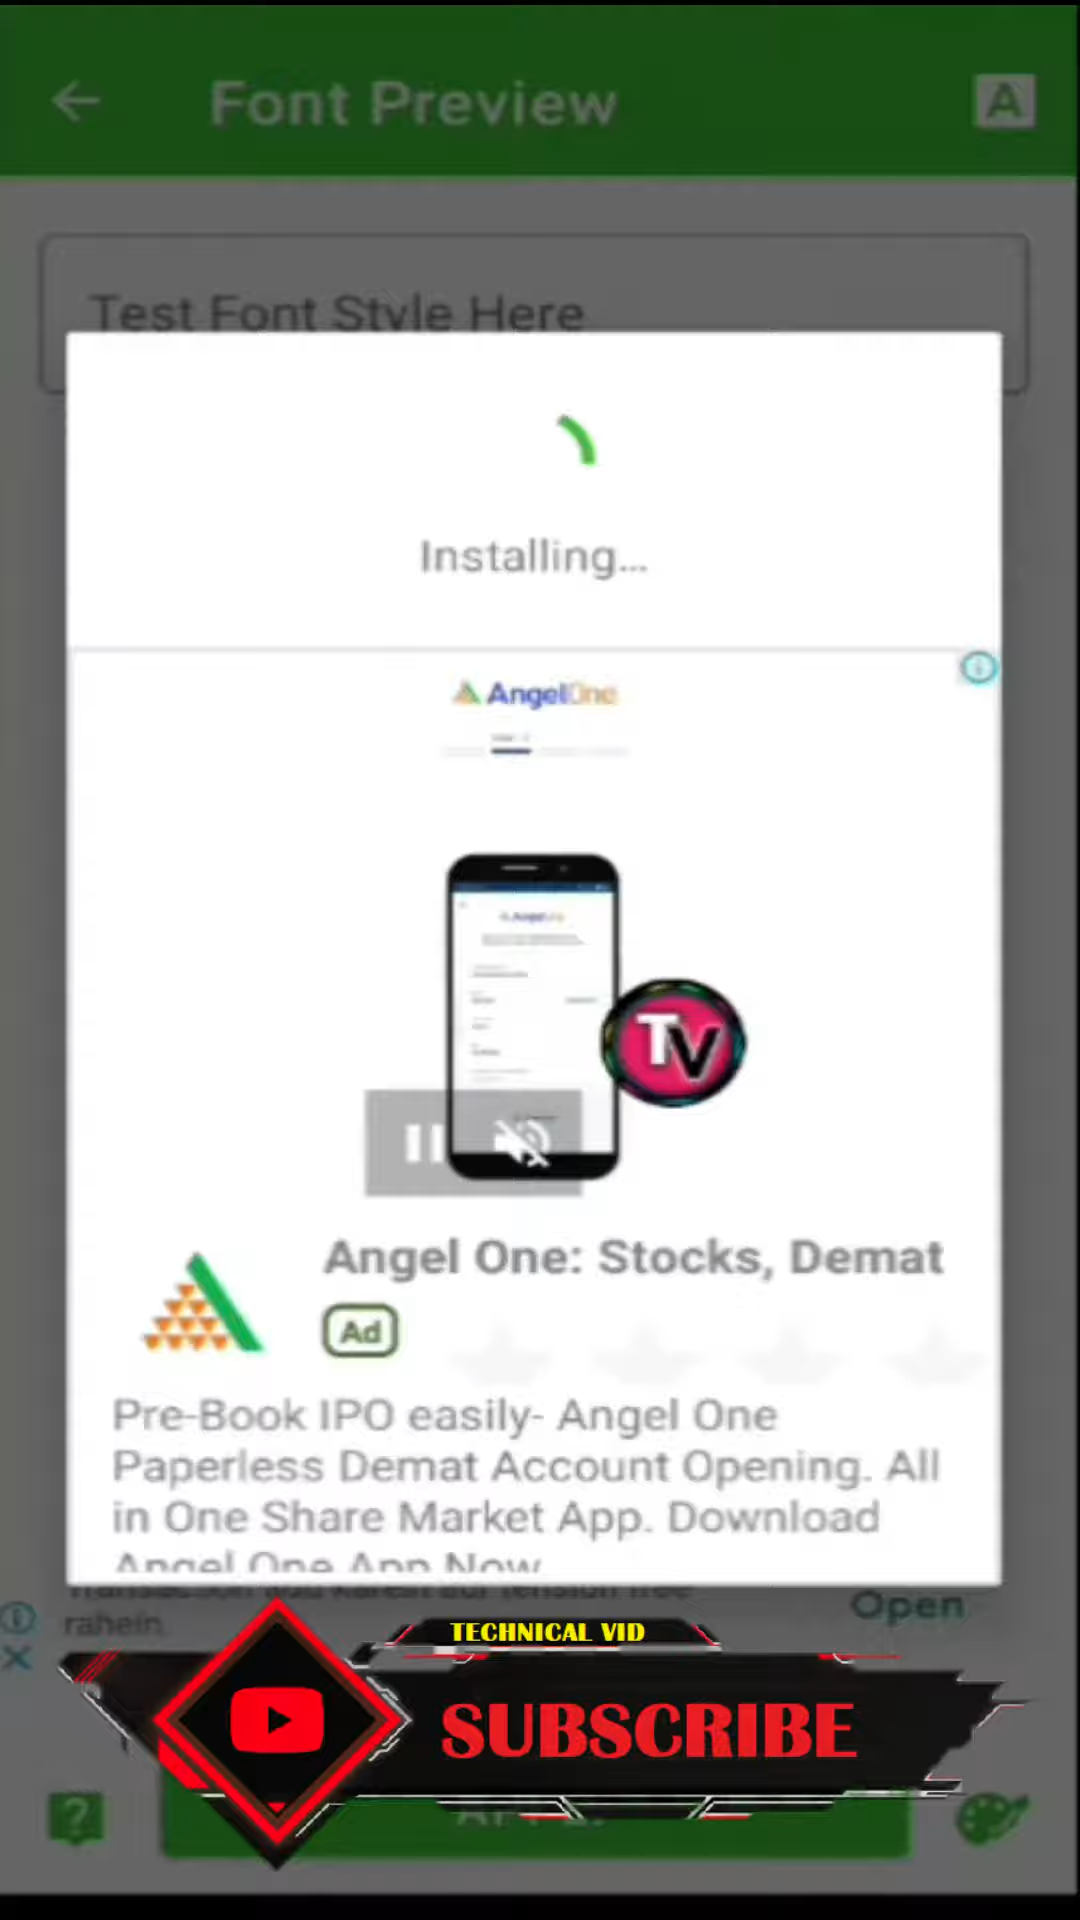 Font Preview
A
Test Font Style Here
Installing...
AngelOne
TV
Angel One: Stocks, Demat
Ad
Pre-Book IPO easily- Angel One
Paperless Demat Account Opening. All
in One Share Market App. Download
Angel One App Now
rahein.
Open
TECHNICAL VID
SUBSCRIBE